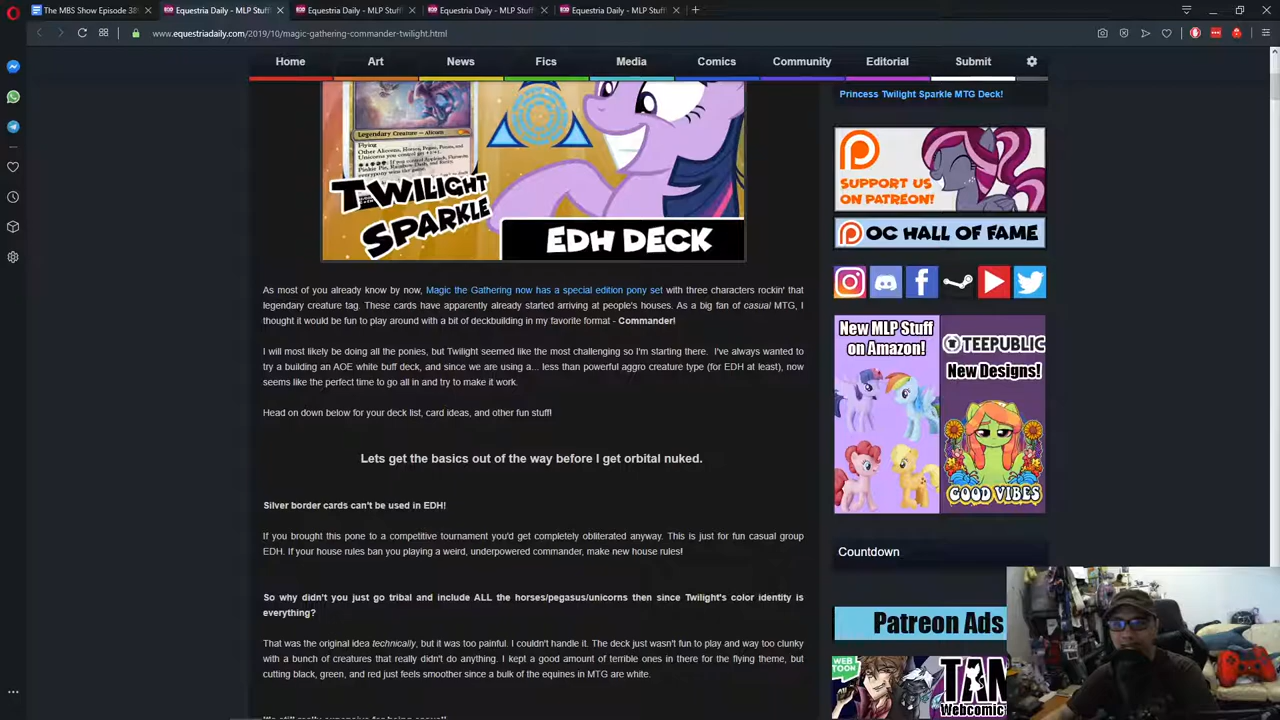 The MBS Show Episode 38
Equestria Daily - MLP Stuf
Equestria Daily - MLP Stuf
Equestria Daily - MLP Stuf
Equestria Daily - MLP Stuf
www.equestriadaily.com/2019/10/magic-gathering-commander-twilight.html
Home
Art
News
Fics
Media
Comics
Community
Editorial
Submit
Legendary Creature – Alicorn
Flying
TWILIGHT
SPARKLE
EDH DECK
As most of you already know by now, Magic the Gathering now has a special edition pony set with three characters rockin' that
legendary creature tag. These cards have apparently already started arriving at people's houses. As a big fan of casual MTG, I
thought it would be fun to play around with a bit of deckbuilding in my favorite format - Commander!
I will most likely be doing all the ponies, but Twilight seemed like the most challenging so I'm starting there. I've always wanted to
try a building an AOE white buff deck, and since we are using a... less than powerful aggro creature type (for EDH at least), now
seems like the perfect time to go all in and try to make it work.
Head on down below for your deck list, card ideas, and other fun stuff!
Lets get the basics out of the way before I get orbital nuked.
Silver border cards can't be used in EDH!
If you brought this pone to a competitive tournament you'd get completely obliterated anyway. This is just for fun casual group
EDH. If your house rules ban you playing a weird, underpowered commander, make new house rules!
So why didn't you just go tribal and include ALL the horses/pegasus/unicorns then since Twilight's color identity is
everything?
That was the original idea technically, but it was too painful. I couldn't handle it. The deck just wasn't fun to play and way too clunky
with a bunch of creatures that really didn't do anything. I kept a good amount of terrible ones in there for the flying theme, but
cutting black, green, and red just feels smoother since a bulk of the equines in MTG are white.
Princess Twilight Sparkle MTG Deck!
SUPPORT US
ON PATREON!
OC HALL OF FAME
New MLP Stuff
on Amazon!
TEEPUBLIC
New Designs!
GOOD VIBES
Countdown
Patreon Ads
WEB
TOON
TAN
Webcomic